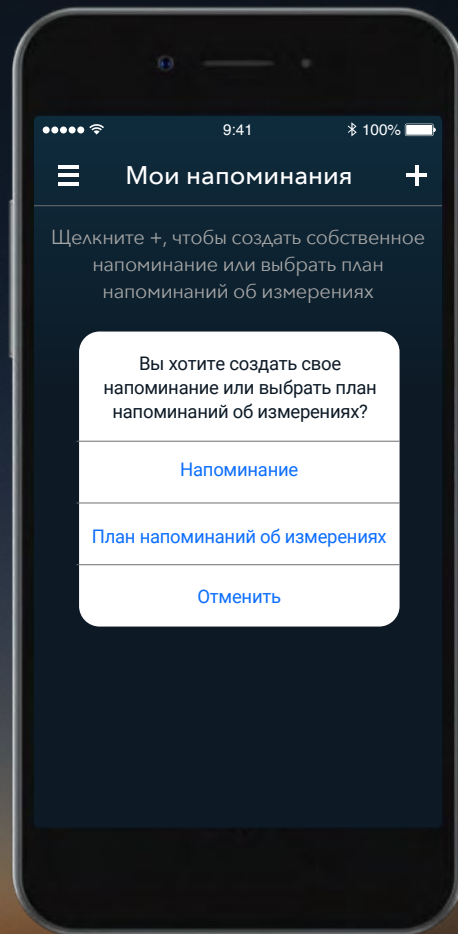 9:41
100%
Мои напоминания
Щелкните +, чтобы создать собственное
напоминание или выбрать план
напоминаний об измерениях
Вы хотите создать свое
напоминание или выбрать план
напоминаний об измерениях?
Напоминание
План напоминаний об измерениях
Отменить